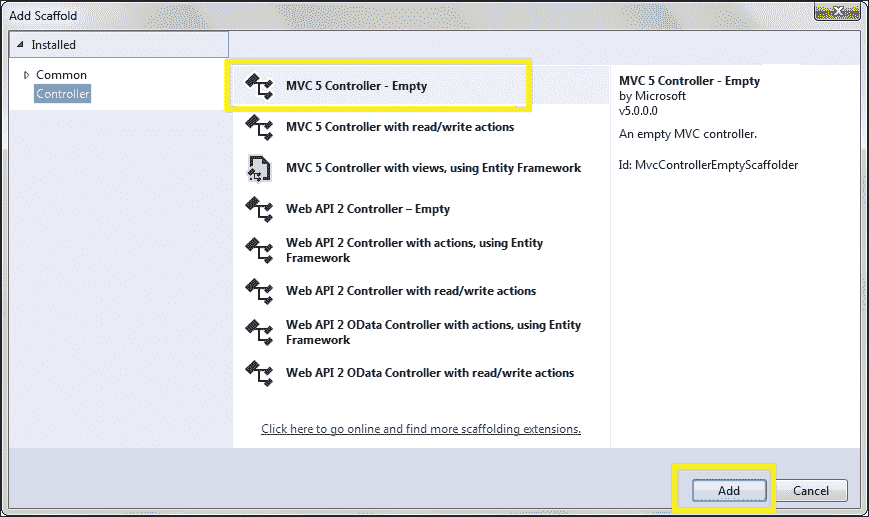 Add Scaffold
Installed
Common
Controller
MVC 5 Controller - Empty
MVC 5 Controller with read/write actions
MVC 5 Controller with views, using Entity Framework
Web API 2 Controller – Empty
Web API 2 Controller with actions, using Entity
Framework
Web API 2 Controller with read/write actions
Web API 2 OData Controller with actions, using Entity
Framework
Web API 2 OData Controller with read/write actions
Click here to go online and find more scaffolding extensions.
MVC 5 Controller - Empty
by Microsoft
v5.0.0.0
An empty MVC controller.
Id: MvcControllerEmptyScaffolder
Add
Cancel